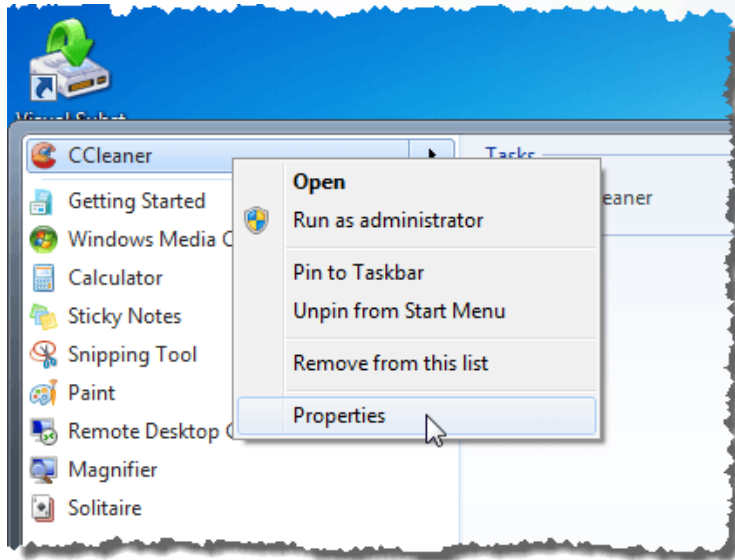 CCleaner
Tasks
eaner
Getting Started
Windows Media C
Calculator
Sticky Notes
Snipping Tool
Paint
Remote Desktop
Magnifier
Solitaire
Open
Run as administrator
Pin to Taskbar
Unpin from Start Menu
Remove from this list
Properties